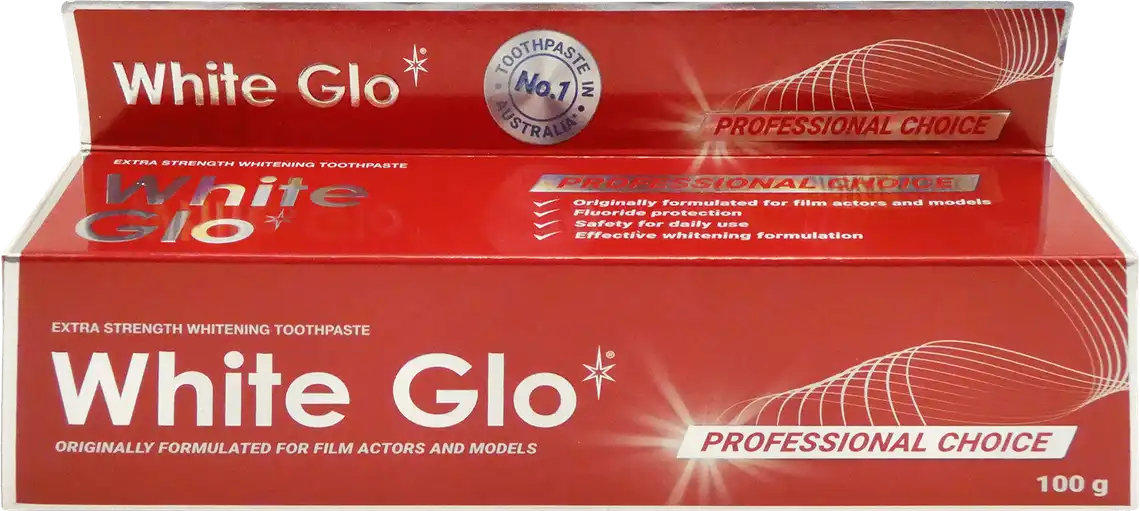 White Glo®
TOOTHPASTE IN
No.1
AUSTRALIA*
PROFESSIONAL CHOICE
EXTRA STRENGTH WHITENING TOOTHPASTE
White
Glo
PROFESSIONAL CHOICE
Originally formulated for film actors and models
Fluoride protection
Safety for daily use
Effective whitening formulation
EXTRA STRENGTH WHITENING TOOTHPASTE
White Glo®
ORIGINALLY FORMULATED FOR FILM ACTORS AND MODELS
PROFESSIONAL CHOICE
100 g